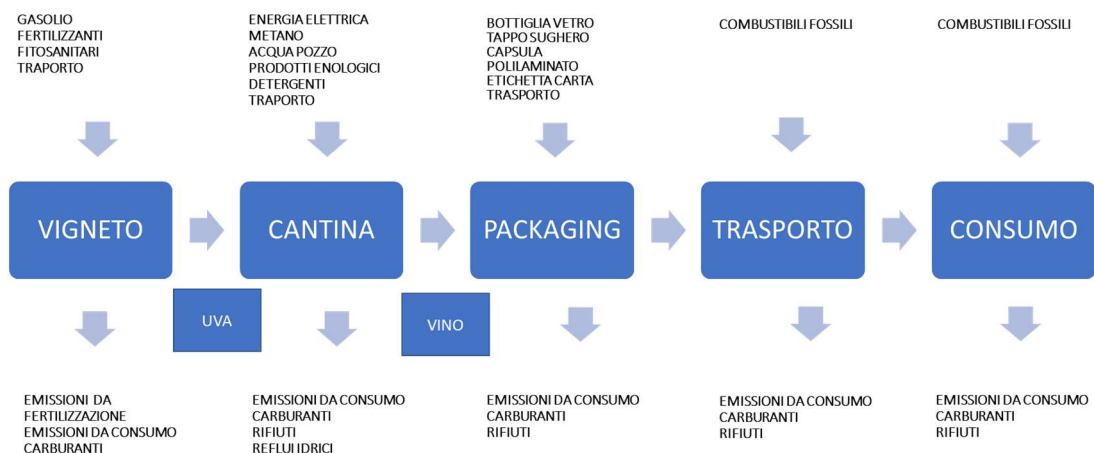 GASOLIO
FERTILIZZANTI
FITOSANITARI
TRAPORTO
ENERGIA ELETTRICA
METANO
ACQUA POZZO
PRODOTTI ENOLOGICI
DETERGENTI
TRAPORTO
BOTTIGLIA VETRO
TAPPO SUGHERO
CAPSULA
POLILAMINATO
ETICHETTA CARTA
TRASPORTO
COMBUSTIBILI FOSSILI
COMBUSTIBILI FOSSILI
VIGNETO
CANTINA
PACKAGING
TRASPORTO
CONSUMO
UVA
VINO
EMISSIONI DA
FERTILIZZAZIONE
EMISSIONI DA CONSUMO
CARBURANTI
EMISSIONI DA CONSUMO
CARBURANTI
RIFIUTI
REFLUI IDRICI
EMISSIONI DA CONSUMO
CARBURANTI
RIFIUTI
EMISSIONI DA CONSUMO
CARBURANTI
RIFIUTI
EMISSIONI DA CONSUMO
CARBURANTI
RIFIUTI